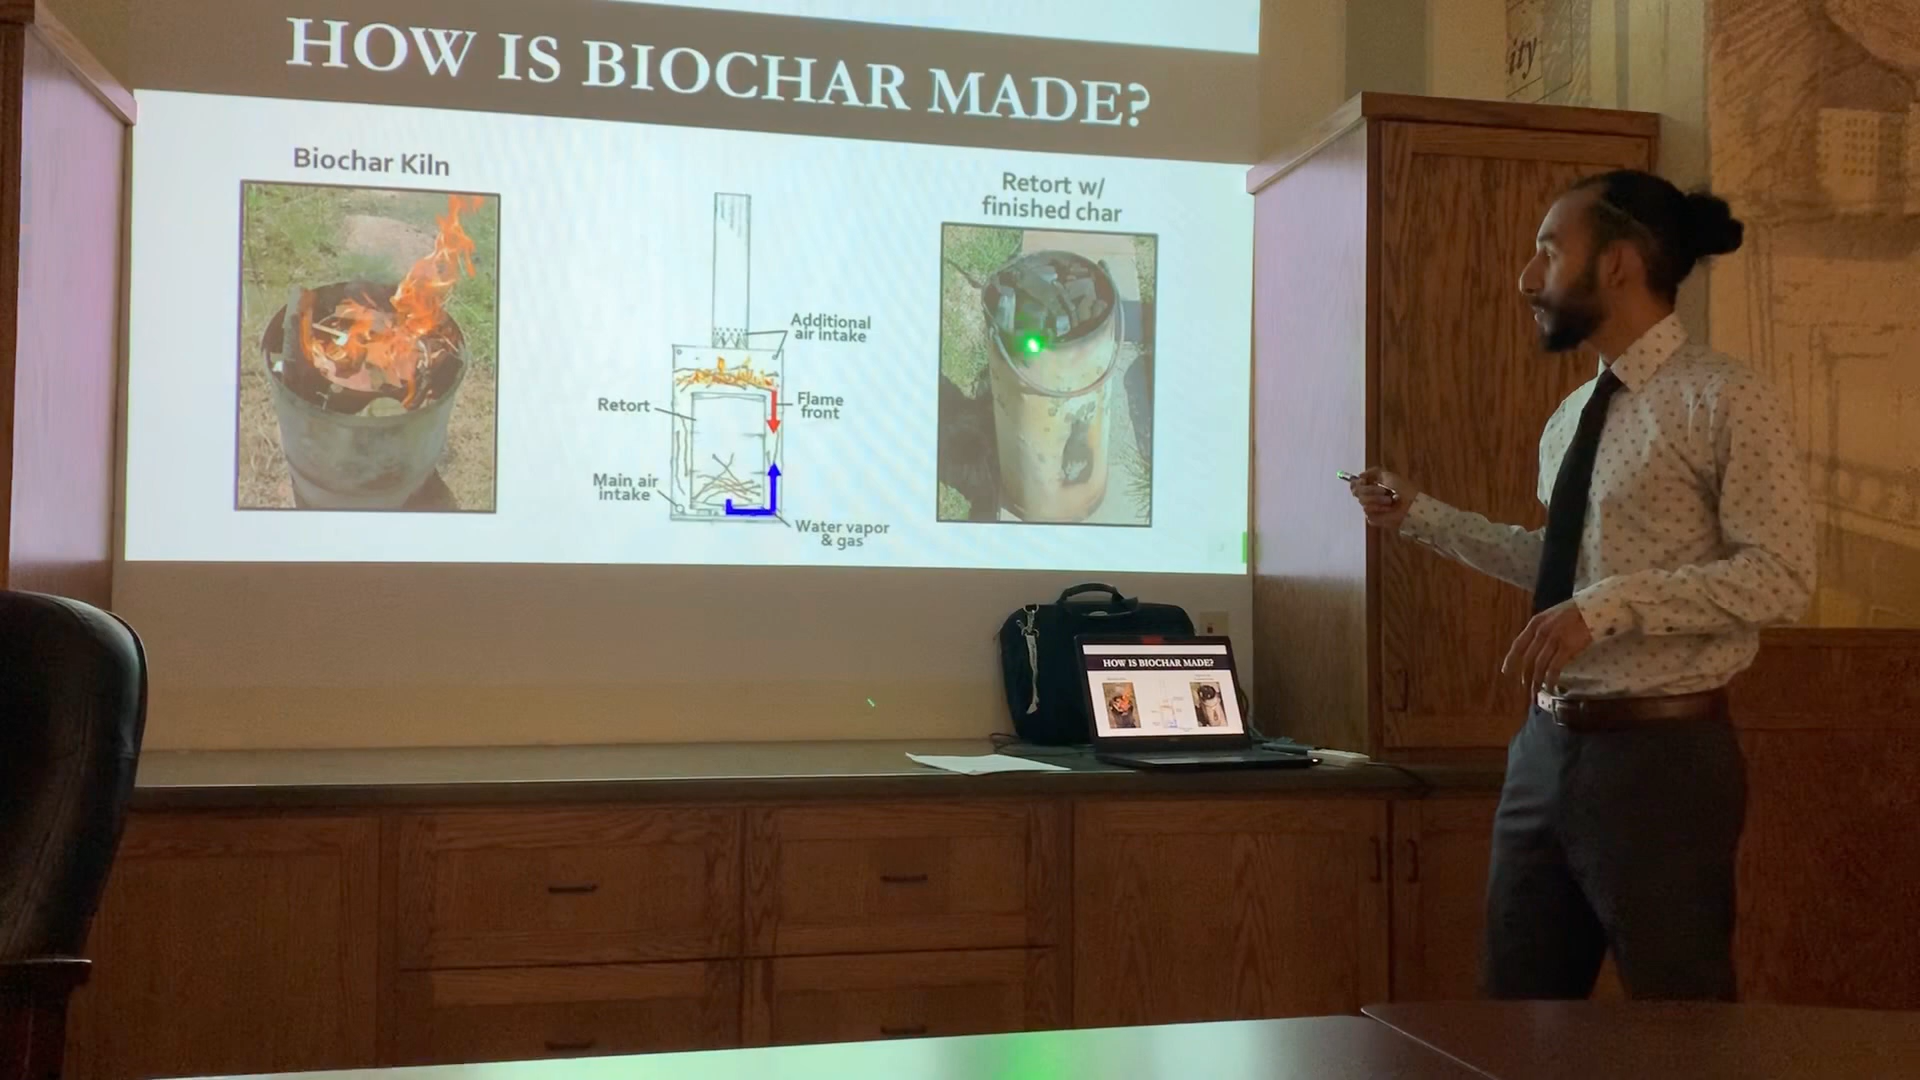 HOW IS BIOCHAR MADE?
Biochar Kiln
Retort w/
finished char
Additional
air intake
Retort
Flame
front
Main air
intake
Water vapor
& gas
ity
HOW IS BIOCHAR MADE?